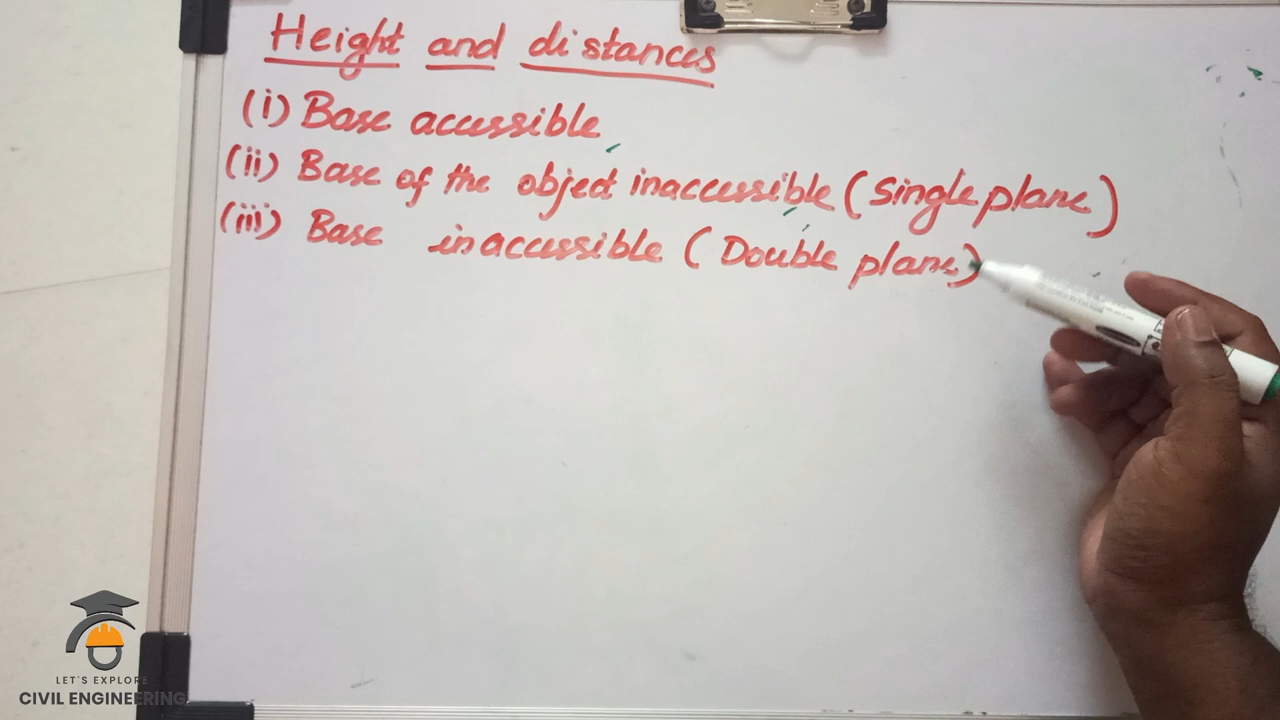 Height and distances
(i) Base accessible
(ii) Base of the object inaccessible (Single plane)
(iii) Base inaccessible (Double plane)
LET'S EXPLORE
CIVIL ENGINEERING